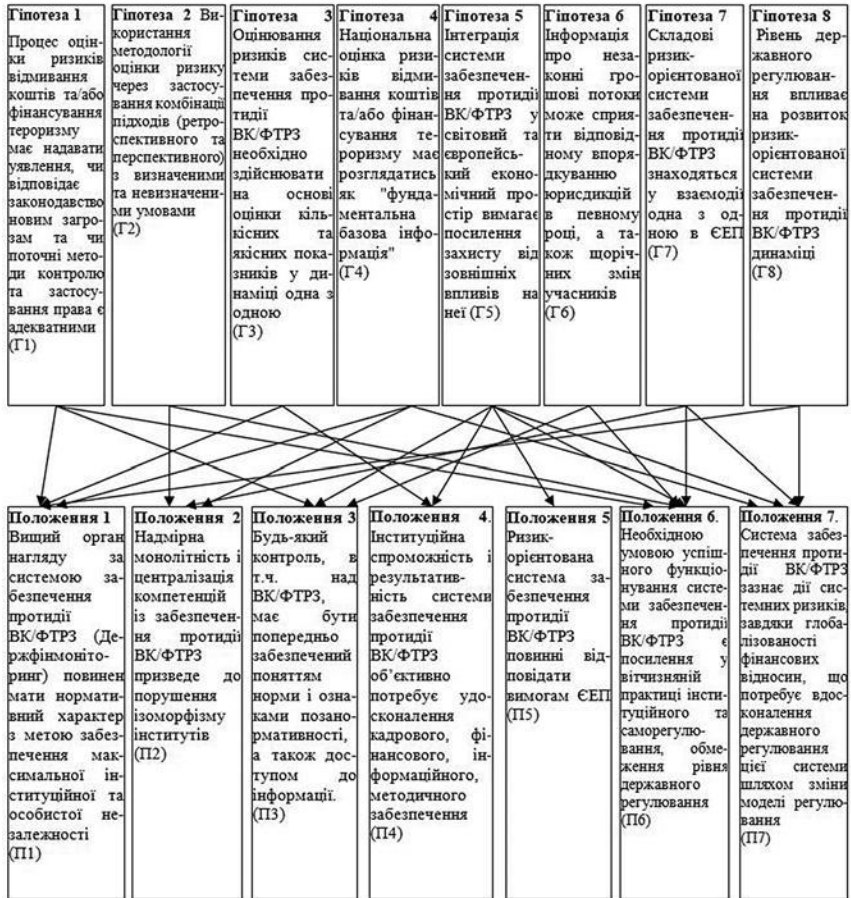 Гіпотеза 1
Процес оцін-
ки ризиків
відмивання
коштів та/або
фінансування
тероризму
має надавати
уявлення, чи
відповідає
законодавство
новим загро-
зам та чи
поточні мето-
ди контролю
та застосу-
вання права є
адекватними
(Г1)
Гіпотеза 2 Ви-
користання
методології
оцінки ризику
через застосу-
вання комбінації
підходів (ретро-
спективного та
перспективного)
з визначеними
та невизначени-
ми умовами
(Г2)
Гіпотеза 3
Оцінювання
ризиків сис-
теми забез-
печення про-
тидії
ВК/ФТРЗ
необхідно
здійснювати
на основі
оцінки кіль-
кісних та
якісних пока-
зників у ди-
наміці одна з
одною
(Г3)
Гіпотеза 4
Національна
оцінка ризи-
ків відми-
вання коштів
та/або фінан-
сування те-
роризму має
розглядатись
як "фунда-
ментальна
базова інфо-
рмація"
(Г4)
Гіпотеза 5
Інтеграція
системи
забезпечен-
ня протидії
ВК/ФТРЗ у
світовий та
європейсь-
кий еконо-
мічний про-
стір вимагає
посилення
захисту від
зовнішніх
впливів на
неї (Г5)
Гіпотеза 6
Інформація
про неза-
конні гро-
шові потоки
може сприя-
ти відповід-
ному впоря-
дкуванню
юрисдикцій
в певному
році, а та-
кож щоріч-
них змін
учасників
(Г6)
Гіпотеза 7
Складові
ризик-
орієнтованої
системи
забезпечен-
ня протидії
ВК/ФТРЗ
знаходяться
у взаємодії
одна з од-
ною в ЄЕП
(Г7)
Гіпотеза 8
Рівень дер-
жавного
регулюван-
ня впливає
на розвиток
ризик-
орієнтованої
системи
забезпечен-
ня протидії
ВК/ФТРЗ
динаміці
(Г8)
Положення 1
Вищий орган
нагляду за
системою за-
безпечення
протидії
ВК/ФТРЗ (Де-
ржфінмоніто-
ринг) повинен
мати нормати-
вний характер
з метою забез-
печення мак-
симальної ін-
ституційної та
особистої не-
залежності
(П1)
Положення 2
Надмірна
монолітність і
централізація
компетенцій
із забезпечен-
ня протидії
ВК/ФТРЗ
призведе до
порушення
ізоморфізму
інститутів
(П2)
Положення 3
Будь-який
контроль, в
т.ч. над
ВК/ФТРЗ,
має бути
попередньо
забезпечений
поняттям
норми і озна-
ками позано-
рмативності,
а також дос-
тупом до
інформації.
(П3)
Положення 4.
Інституційна
спроможність і
результатив-
ність системи
забезпечення
протидії
ВК/ФТРЗ
об’єктивно
потребує удо-
сконалення
кадрового, фі-
нансового, ін-
формаційного,
методичного
забезпечення
(П4)
Положення 5
Ризик-
орієнтована
система за-
безпечення
протидії
ВК/ФТРЗ
повинні від-
повідати
вимогам ЄЕП
(П5)
Положення 6.
Необхідною
умовою успіш-
ного функціо-
нування систе-
ми забезпечен-
ня протидії
ВК/ФТРЗ є
посилення у
вітчизняній
практиці інсти-
туційного та
саморегулю-
вання, обме-
ження рівня
державного
регулювання
(П6)
Положення 7.
Система забез-
печення проти-
дії ВК/ФТРЗ
зазнає дії си-
стемних ризиків,
завдяки глоба-
лізованості
фінансових
відносин, що
потребує вдос-
коналення
державного
регулювання
цієї системи
шляхом зміни
моделі регулю-
вання
(П7)